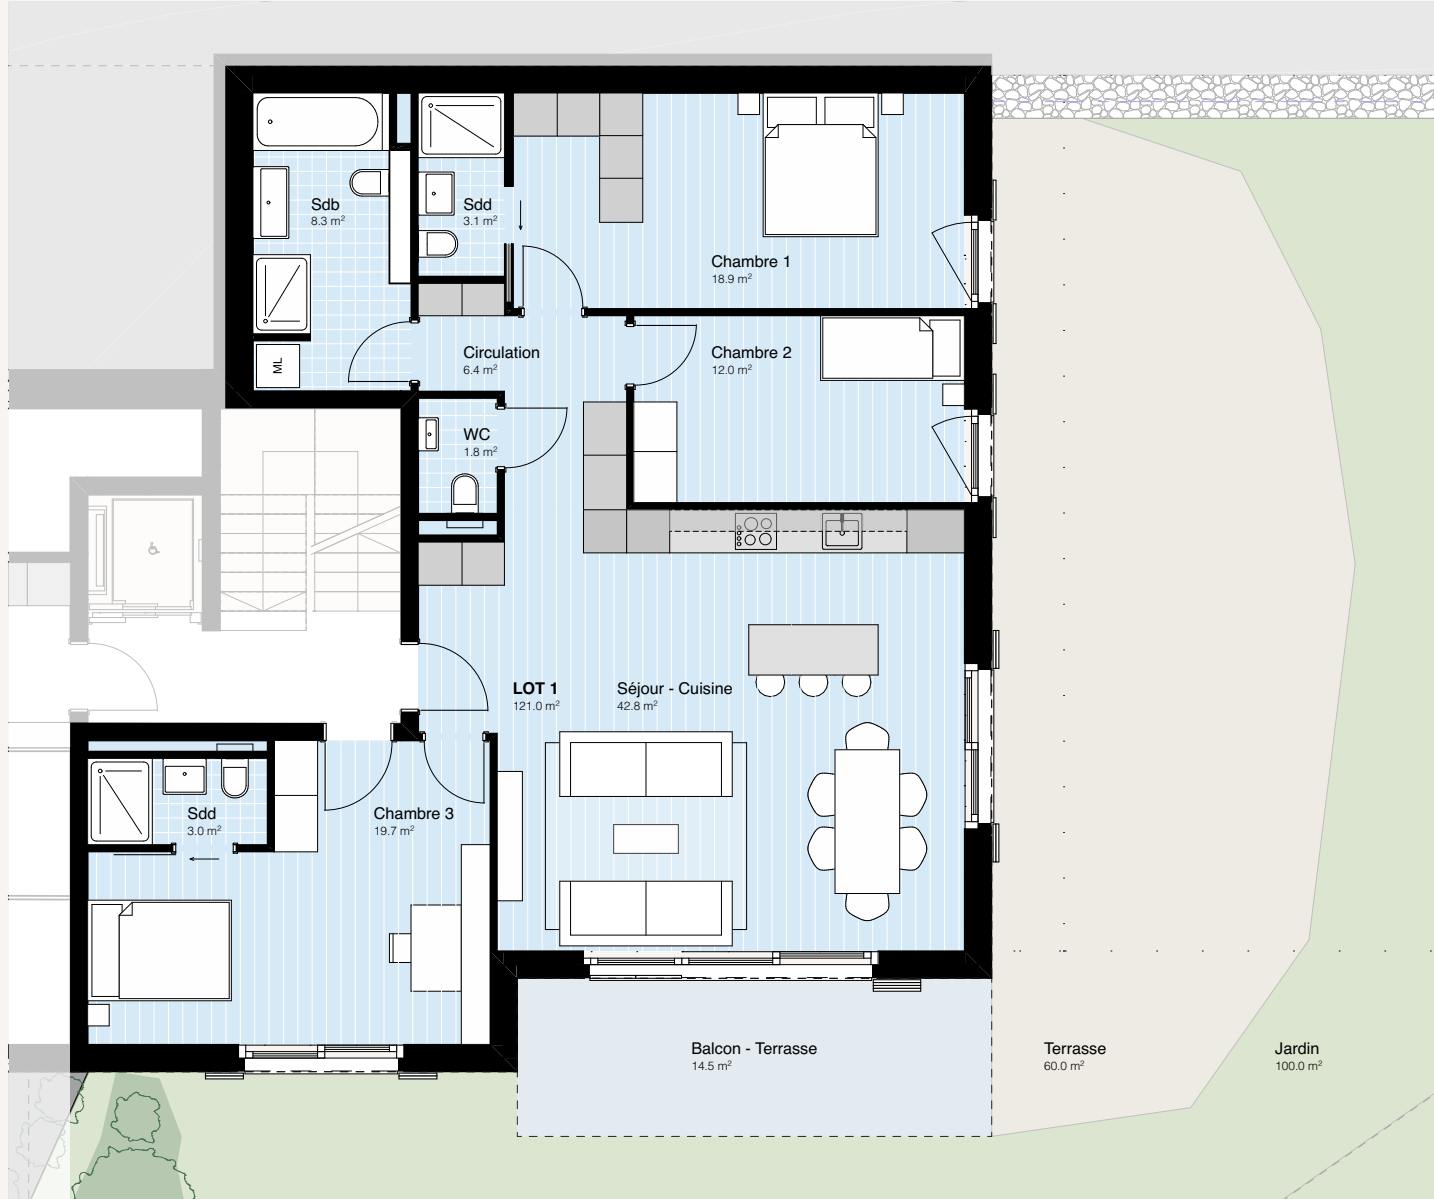 Sdb
8.3 m²
Sdd
3.1 m²
Chambre 1
18.9 m²
ML
Circulation
6.4 m²
Chambre 2
12.0 m²
WC
1.8 m²
LOT 1
121.0 m²
Séjour - Cuisine
42.8 m²
Sdd
3.0 m²
Chambre 3
19.7 m²
Balcon - Terrasse
14.5 m²
Terrasse
60.0 m²
Jardin
100.0 m²